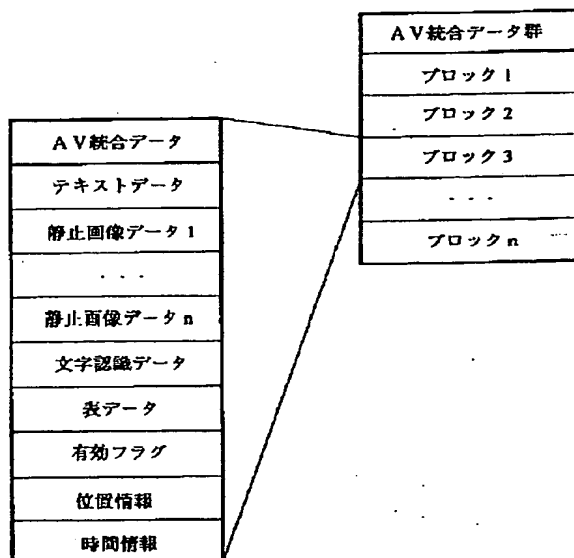 AV統合データ群
ブロック1
ブロック2
ブロック3
・・・
ブロックn
AV統合データ
テキストデータ
静止画像データ1
・・・
静止画像データn
文字認識データ
表データ
有効フラグ
位置情報
時間情報